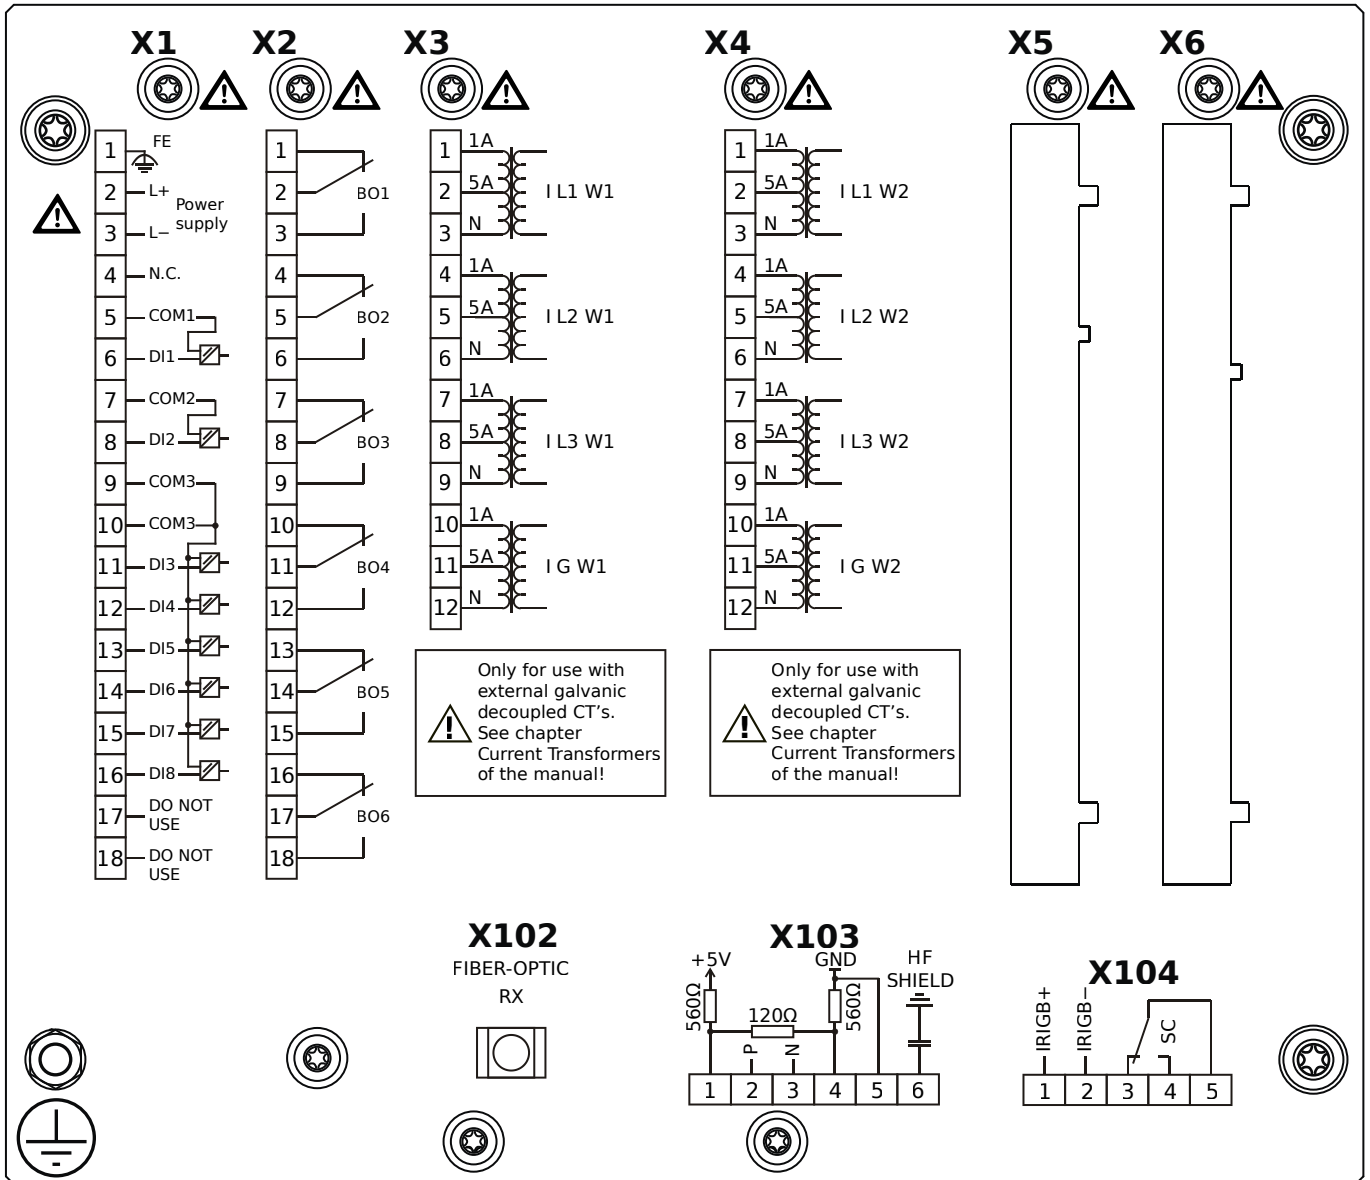 X1
X2
X3
X4
X5
X6
1
FE
2
L+
Power
supply
3
L−
4
N.C.
5
COM1
6
DI1
7
COM2
8
DI2
9
COM3
10
COM3
11
DI3
12
DI4
13
DI5
14
DI6
15
DI7
16
DI8
17
DO NOT
USE
18
DO NOT
USE
1
2
BO1
3
4
5
BO2
6
7
8
BO3
9
10
11
BO4
12
13
14
BO5
15
16
17
BO6
18
1
1A
2
5A
I L1 W1
3
N
4
1A
5
5A
I L2 W1
6
N
7
1A
8
5A
I L3 W1
9
N
10
1A
11
5A
I G W1
12
N
Only for use with
external galvanic
decoupled CT's.
See chapter
Current Transformers
of the manual!
1
1A
2
5A
I L1 W2
3
N
4
1A
5
5A
I L2 W2
6
N
7
1A
8
5A
I L3 W2
9
N
10
1A
11
5A
I G W2
12
N
Only for use with
external galvanic
decoupled CT's.
See chapter
Current Transformers
of the manual!
X102
FIBER-OPTIC
RX
X103
+5V
GND
HF
SHIELD
560Ω
120Ω
560Ω
P
N
1 2 3 4 5 6
X104
IRIGB+
IRIGB−
SC
1 2 3 4 5